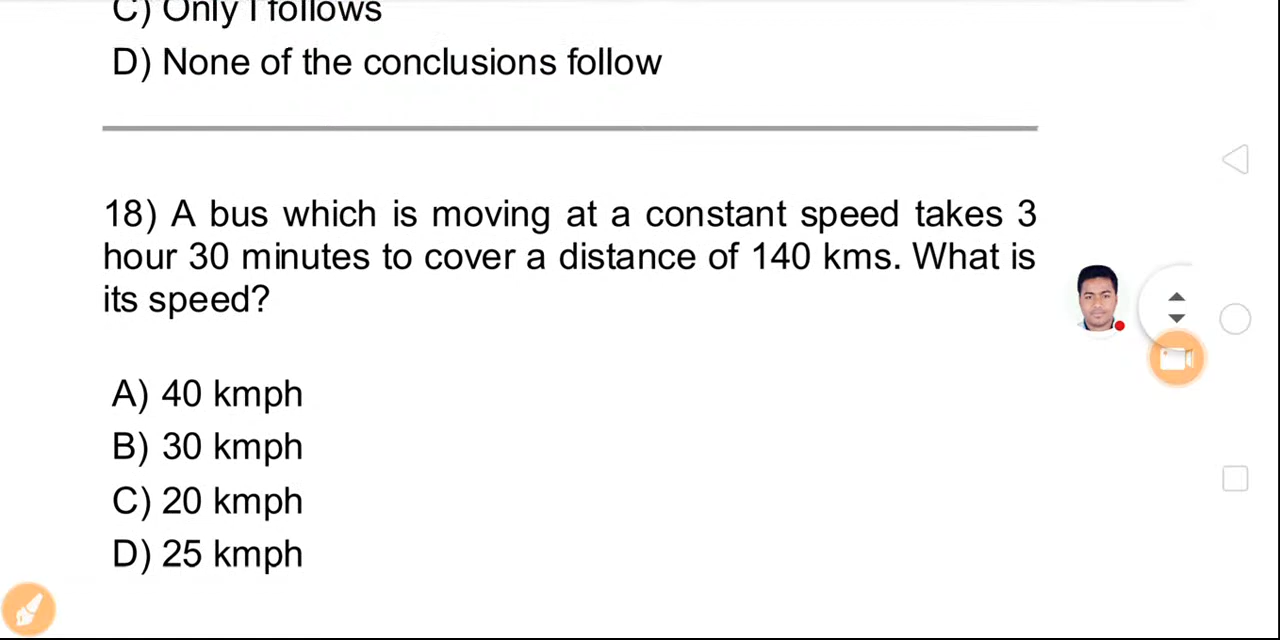 C) Only I follows
D) None of the conclusions follow
18) A bus which is moving at a constant speed takes 3
hour 30 minutes to cover a distance of 140 kms. What is
its speed?
A) 40 kmph
B) 30 kmph
C) 20 kmph
D) 25 kmph